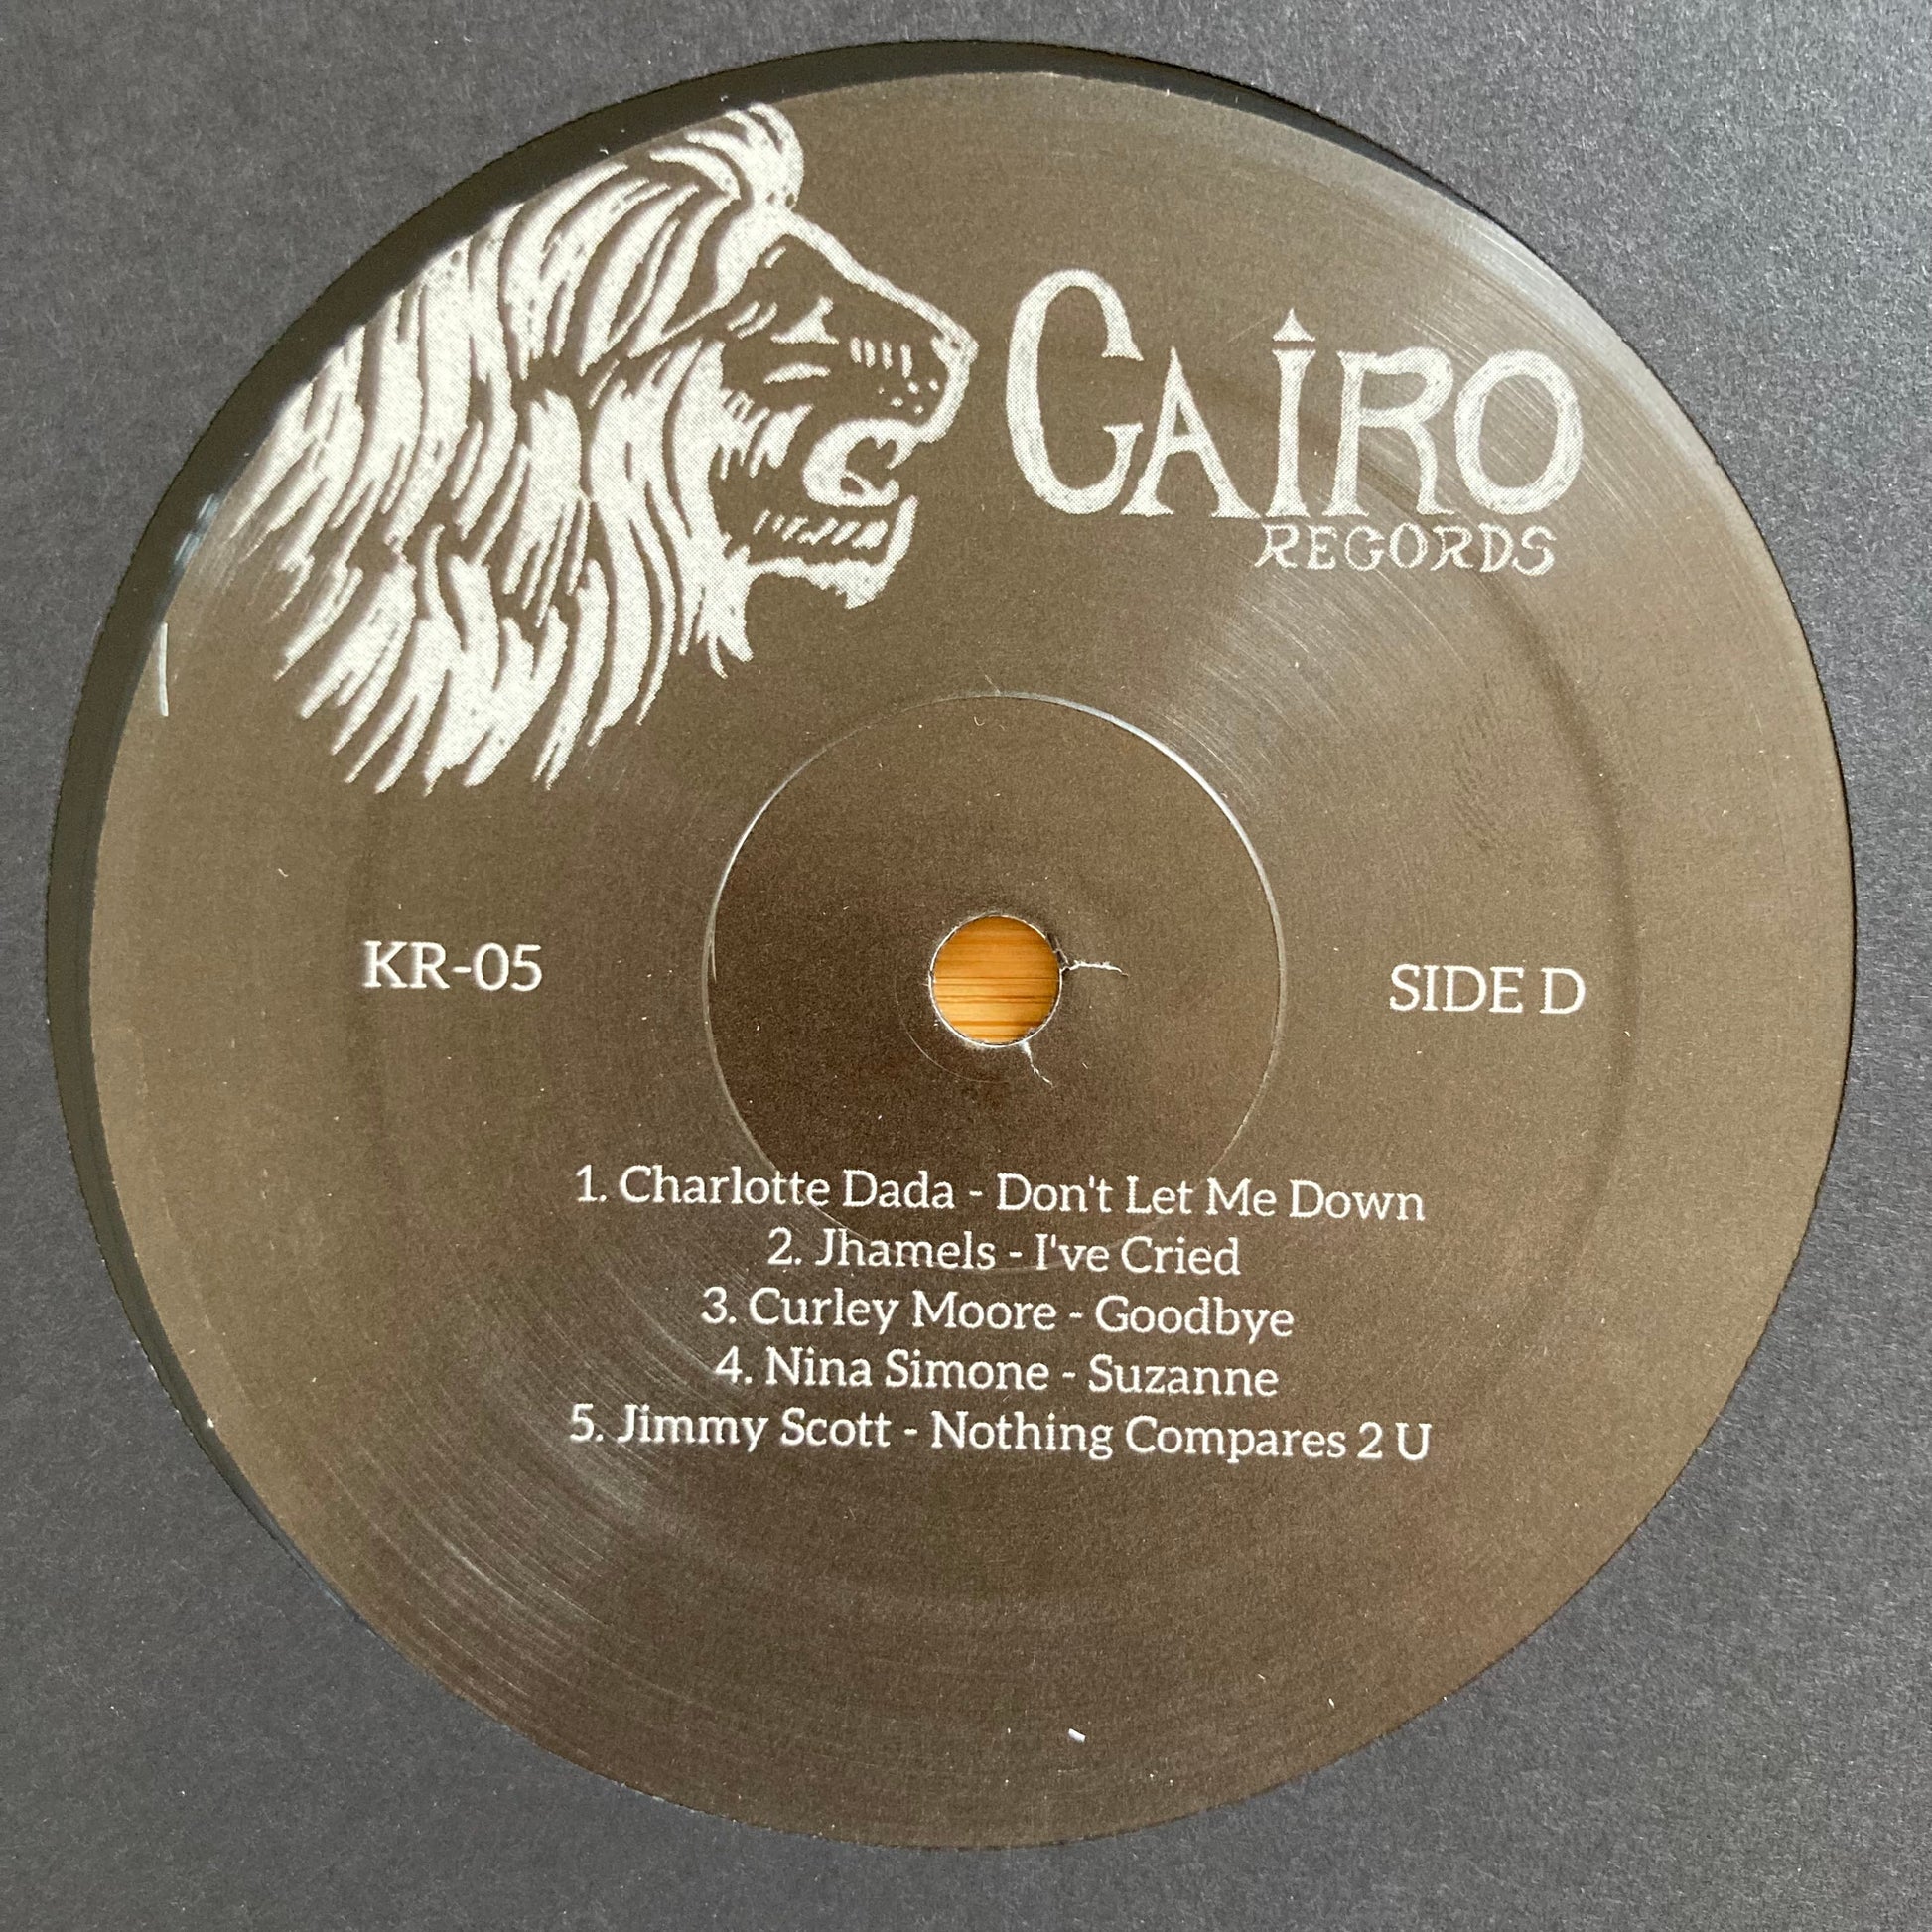 CAIRO
RECORDS
KR-05
SIDE D
1. Charlotte Dada - Don't Let Me Down
2. Jhamels - I've Cried
3. Curley Moore - Goodbye
4. Nina Simone - Suzanne
5. Jimmy Scott - Nothing Compares 2 U